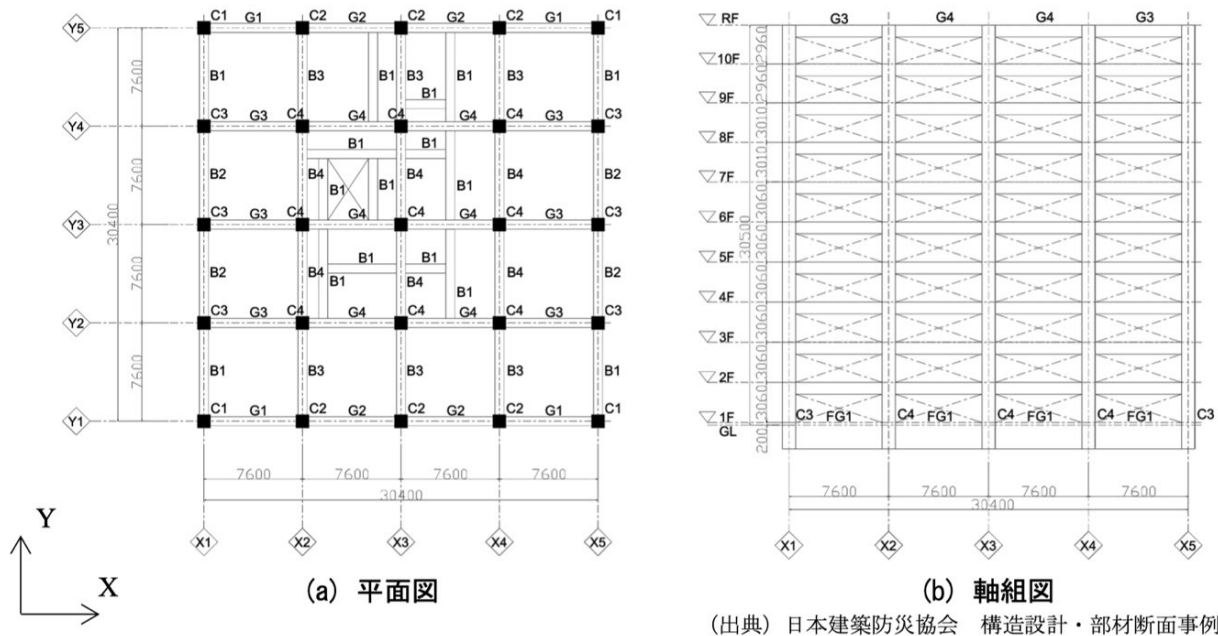 C1 G1 C2 G2 C2 G2 C2 G1 C1
Y5
B1 B3 B1 B3 B1 B3 B1
7600
B1
C3 G3 C4 G4 C4 G4 C4 G3 C3
Y4
B1 B1
B2 B4 B1 B1 B4 B1 B4 B2
7600
C3 G3 C4 G4 C4 G4 C4 G3 C3
Y3
30400
B1 B1
B2 B4 B1 B4 B1 B4 B2
7600
C3 G3 C4 G4 C4 G4 C4 G3 C3
Y2
B1 B3 B3 B3 B1
7600
C1 G1 C2 G2 C2 G2 C2 G1 C1
Y1
7600 7600 7600 7600
30400
X1 X2 X3 X4 X5
Y
X
(a) 平面図
G3 G4 G4 G3
RF
2960
10F
2960
9F
3010
8F
3010
7F
3060
6F
30500
3060
5F
3060
4F
3060
3F
3060
2F
3060
1F
C3 FG1 C4 FG1 C4 FG1 C4 FG1 C3
GL
200
7600 7600 7600 7600
30400
X1 X2 X3 X4 X5
(b) 軸組図
(出典) 日本建築防災協会 構造設計・部材断面事例